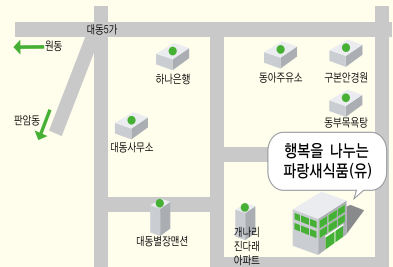 대동5가
원동
하나은행
동아주유소
구본안경원
판암동
동부목욕탕
대동사무소
행복을 나누는
파랑새식품(유)
대동별장맨션
개나리
진다래
아파트